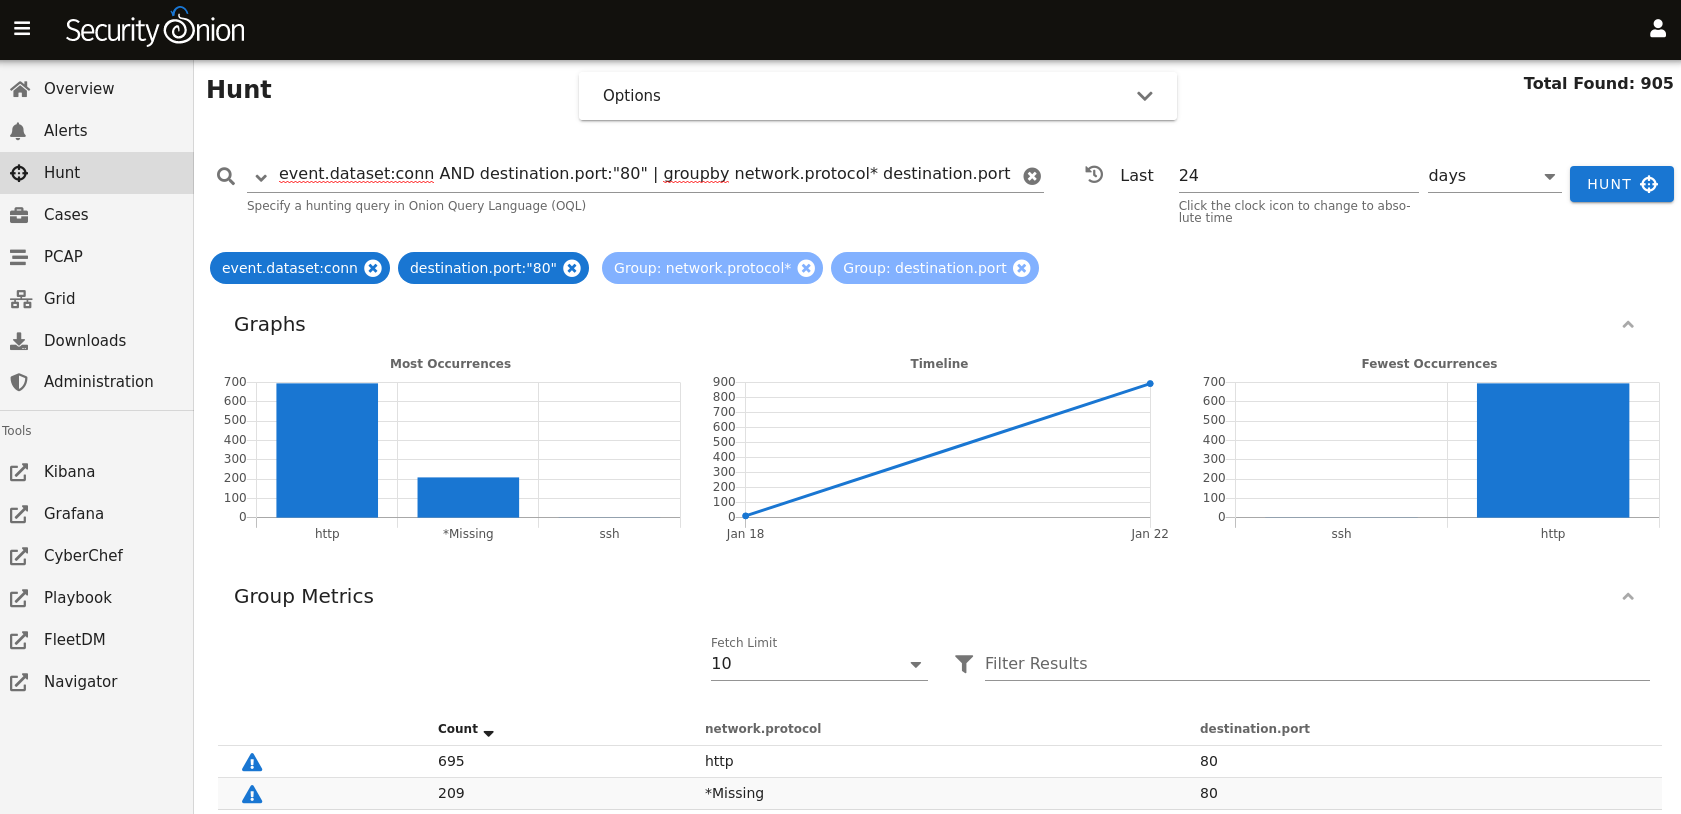 Security Onion
Overview
Alerts
Hunt
Cases
PCAP
Grid
Downloads
Administration
Tools
Kibana
Grafana
CyberChef
Playbook
FleetDM
Navigator
Hunt
Options
Total Found: 905
event.dataset:conn AND destination.port:"80" | groupby network.protocol* destination.port
Specify a hunting query in Onion Query Language (OQL)
Last 24 days
Click the clock icon to change to abso-
lute time
HUNT
event.dataset:conn destination.port:"80" Group: network.protocol* Group: destination.port
Graphs
Most Occurrences
700
600
500
400
300
200
100
0
http *Missing ssh
Timeline
900
800
700
600
500
400
300
200
100
0
Jan 18 Jan 22
Fewest Occurrences
700
600
500
400
300
200
100
0
ssh http
Group Metrics
Fetch Limit
10
Filter Results
Count network.protocol destination.port
695 http 80
209 *Missing 80